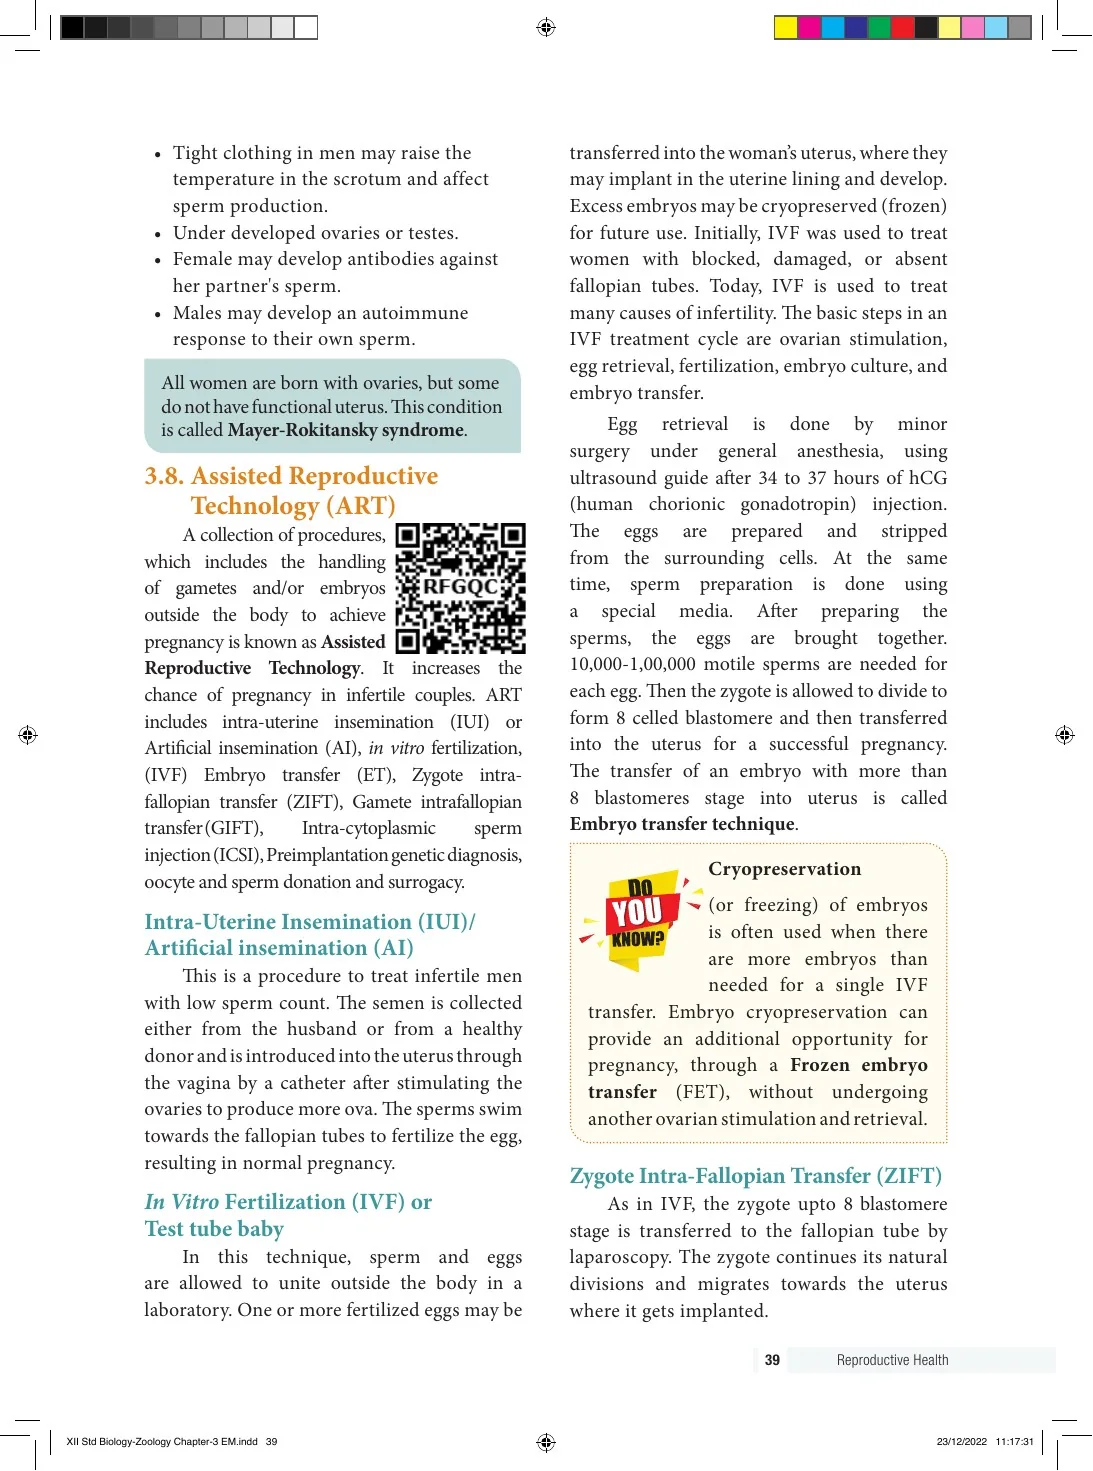 • Tight clothing in men may raise the
temperature in the scrotum and affect
sperm production.
• Under developed ovaries or testes.
• Female may develop antibodies against
her partner's sperm.
• Males may develop an autoimmune
response to their own sperm.
All women are born with ovaries, but some
do not have functional uterus. This condition
is called Mayer-Rokitansky syndrome.
3.8. Assisted Reproductive
Technology (ART)
A collection of procedures,
which includes the handling
of gametes and/or embryos
outside the body to achieve
pregnancy is known as Assisted
RFGQC
Reproductive Technology. It increases the
chance of pregnancy in infertile couples. ART
includes intra-uterine insemination (IUI) or
Artificial insemination (AI), in vitro fertilization,
(IVF) Embryo transfer (ET), Zygote intra-
fallopian transfer (ZIFT), Gamete intrafallopian
transfer(GIFT), Intra-cytoplasmic sperm
injection (ICSI), Preimplantation genetic diagnosis,
oocyte and sperm donation and surrogacy.
Intra-Uterine Insemination (IUI)/
Artificial insemination (AI)
This is a procedure to treat infertile men
with low sperm count. The semen is collected
either from the husband or from a healthy
donor and is introduced into the uterus through
the vagina by a catheter after stimulating the
ovaries to produce more ova. The sperms swim
towards the fallopian tubes to fertilize the egg,
resulting in normal pregnancy.
In Vitro Fertilization (IVF) or
Test tube baby
In this technique, sperm and eggs
are allowed to unite outside the body in a
laboratory. One or more fertilized eggs may be
transferred into the woman's uterus, where they
may implant in the uterine lining and develop.
Excess embryos may be cryopreserved (frozen)
for future use. Initially, IVF was used to treat
women with blocked, damaged, or absent
fallopian tubes. Today, IVF is used to treat
many causes of infertility. The basic steps in an
IVF treatment cycle are ovarian stimulation,
egg retrieval, fertilization, embryo culture, and
embryo transfer.
Egg retrieval is done by minor
surgery under general anesthesia, using
ultrasound guide after 34 to 37 hours of hCG
(human chorionic gonadotropin) injection.
The eggs are prepared and stripped
from the surrounding cells. At the same
time, sperm preparation is done using
a special media. After preparing the
sperms, the eggs are brought together.
10,000-1,00,000 motile sperms are needed for
each egg. Then the zygote is allowed to divide to
form 8 celled blastomere and then transferred
into the uterus for a successful pregnancy.
The transfer of an embryo with more than
8 blastomeres stage into uterus is called
Embryo transfer technique.
DO
YOU
KNOW?
Cryopreservation
(or freezing) of embryos
is often used when there
are more embryos than
needed for a single IVF
transfer. Embryo cryopreservation can
provide an additional opportunity for
pregnancy, through a Frozen embryo
transfer (FET), without undergoing
another ovarian stimulation and retrieval.
Zygote Intra-Fallopian Transfer (ZIFT)
As in IVF, the zygote upto 8 blastomere
stage is transferred to the fallopian tube by
laparoscopy. The zygote continues its natural
divisions and migrates towards the uterus
where it gets implanted.
39 Reproductive Health
XII Std Biology-Zoology Chapter-3 EM.indd 39
23/12/2022 11:17:31